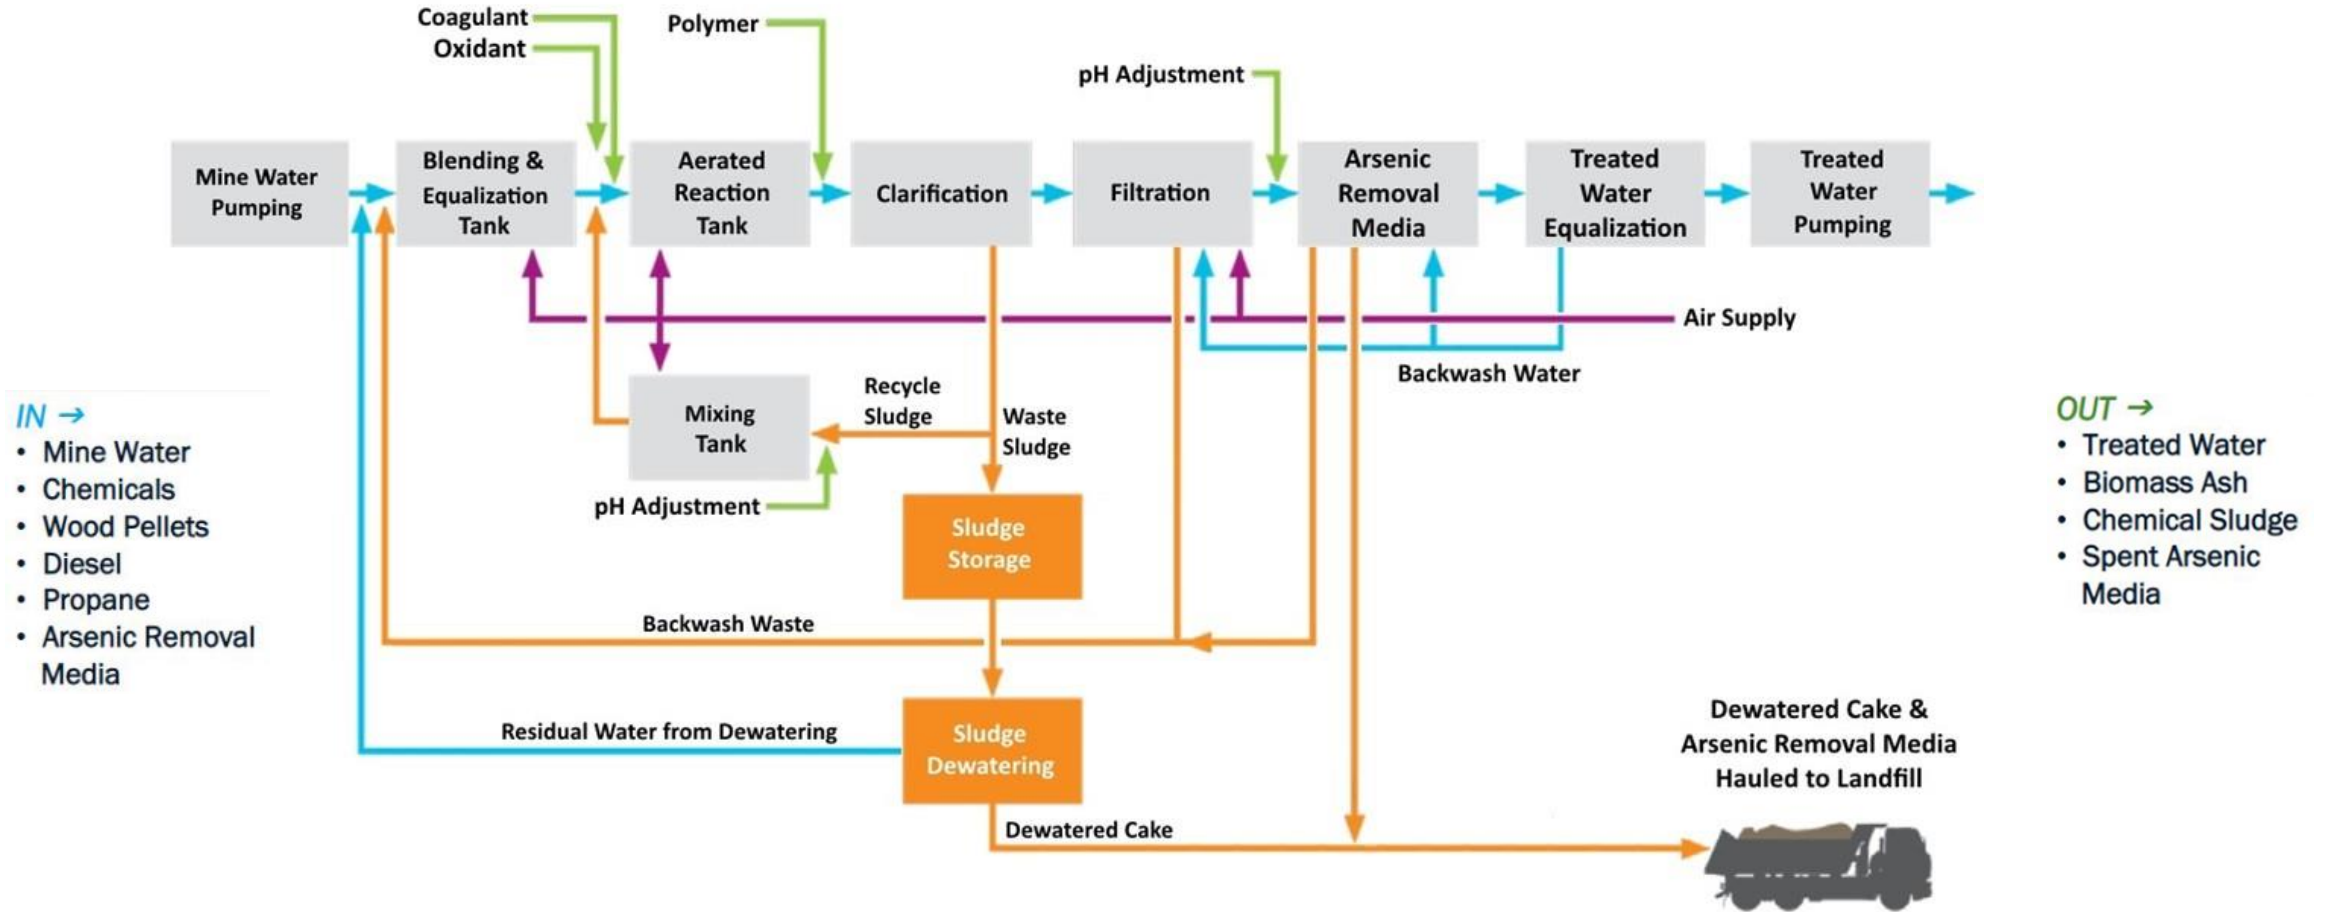 Coagulant
Oxidant
Polymer
pH Adjustment
Mine Water
Pumping
Blending &
Equalization
Tank
Aerated
Reaction
Tank
Clarification
Filtration
Arsenic
Removal
Media
Treated
Water
Equalization
Treated
Water
Pumping
Air Supply
Backwash Water
Mixing
Tank
Recycle
Sludge
Waste
Sludge
pH Adjustment
Sludge
Storage
Backwash Waste
Residual Water from Dewatering
Sludge
Dewatering
Dewatered Cake
Dewatered Cake &
Arsenic Removal Media
Hauled to Landfill
IN →
• Mine Water
• Chemicals
• Wood Pellets
• Diesel
• Propane
• Arsenic Removal
Media
OUT →
• Treated Water
• Biomass Ash
• Chemical Sludge
• Spent Arsenic
Media